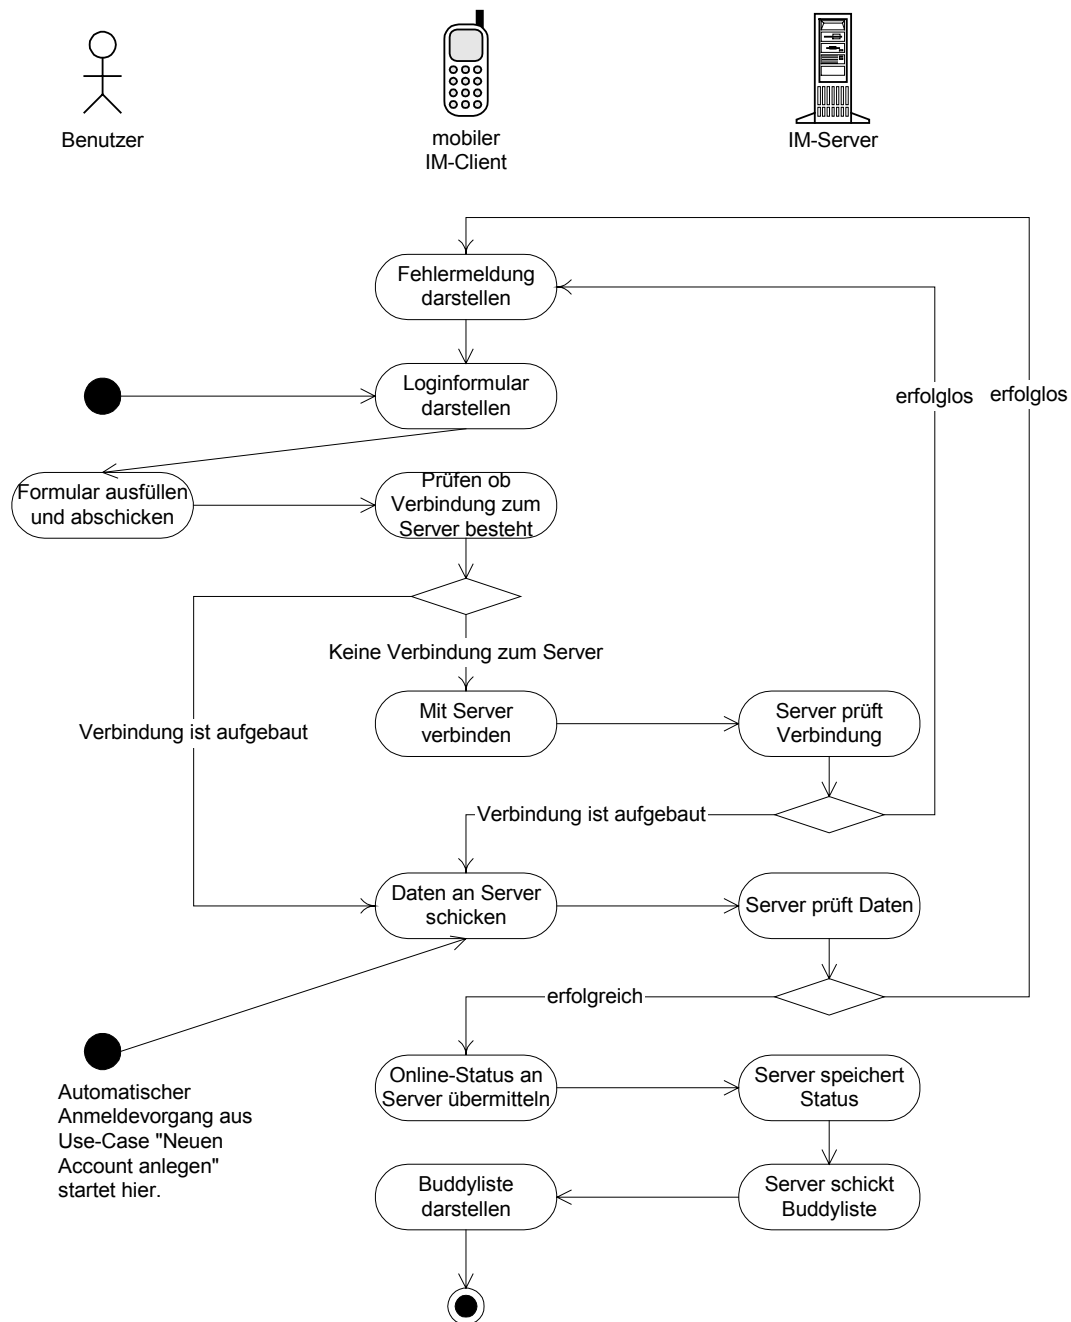 Benutzer
mobiler
IM-Client
IM-Server
Fehlermeldung
darstellen
Loginformular
darstellen
erfolglos
erfolglos
Formular ausfüllen
und abschicken
Prüfen ob
Verbindung zum
Server besteht
Keine Verbindung zum Server
Verbindung ist aufgebaut
Mit Server
verbinden
Server prüft
Verbindung
Verbindung ist aufgebaut
Daten an Server
schicken
Server prüft Daten
erfolgreich
Automatischer
Anmeldevorgang aus
Use-Case "Neuen
Account anlegen"
startet hier.
Online-Status an
Server übermitteln
Server speichert
Status
Buddyliste
darstellen
Server schickt
Buddyliste